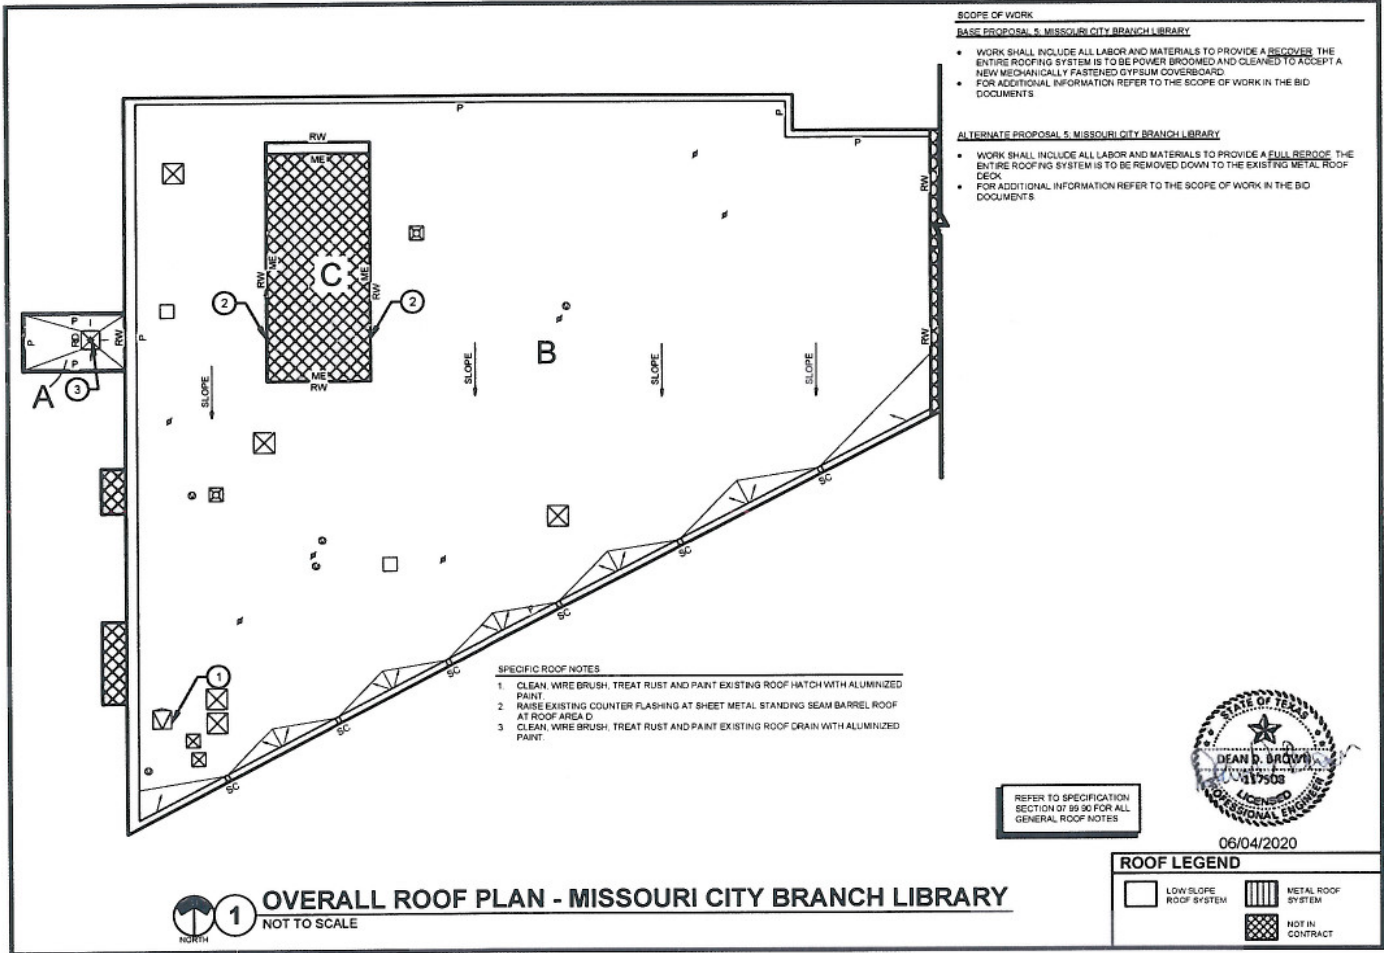 SCOPE OF WORK
BASE PROPOSAL 5: MISSOURI CITY BRANCH LIBRARY
• WORK SHALL INCLUDE ALL LABOR AND MATERIALS TO PROVIDE A RECOVER. THE
ENTIRE ROOFING SYSTEM IS TO BE POWER BROOMED AND CLEANED TO ACCEPT A
NEW MECHANICALLY FASTENED GYPSUM COVERBOARD.
• FOR ADDITIONAL INFORMATION REFER TO THE SCOPE OF WORK IN THE BID
DOCUMENTS
ALTERNATE PROPOSAL 5: MISSOURI CITY BRANCH LIBRARY
• WORK SHALL INCLUDE ALL LABOR AND MATERIALS TO PROVIDE A FULL REROOF. THE
ENTIRE ROOFING SYSTEM IS TO BE REMOVED DOWN TO THE EXISTING METAL ROOF
DECK
• FOR ADDITIONAL INFORMATION REFER TO THE SCOPE OF WORK IN THE BID
DOCUMENTS
P
P
P
RW
ME
RW
ME
C
ME
RW
2
2
ME
RW
RW
RW
P
RD
P
P
RW
P
A
3
B
SLOPE
SLOPE
SLOPE
SLOPE
SC
SC
SC
SC
SC
SC
1
SPECIFIC ROOF NOTES
1. CLEAN, WIRE BRUSH, TREAT RUST AND PAINT EXISTING ROOF HATCH WITH ALUMINIZED
PAINT.
2 RAISE EXISTING COUNTER FLASHING AT SHEET METAL STANDING SEAM BARREL ROOF
AT ROOF AREA D
3 CLEAN, WIRE BRUSH, TREAT RUST AND PAINT EXISTING ROOF DRAIN WITH ALUMINIZED
PAINT.
REFER TO SPECIFICATION
SECTION 07 99 90 FOR ALL
GENERAL ROOF NOTES
STATE OF TEXAS
DEAN D. BROWN
117508
LICENSED
PROFESSIONAL ENGINEER
06/04/2020
ROOF LEGEND
LOW SLOPE
ROOF SYSTEM
METAL ROOF
SYSTEM
NOT IN
CONTRACT
NORTH
1
OVERALL ROOF PLAN - MISSOURI CITY BRANCH LIBRARY
NOT TO SCALE